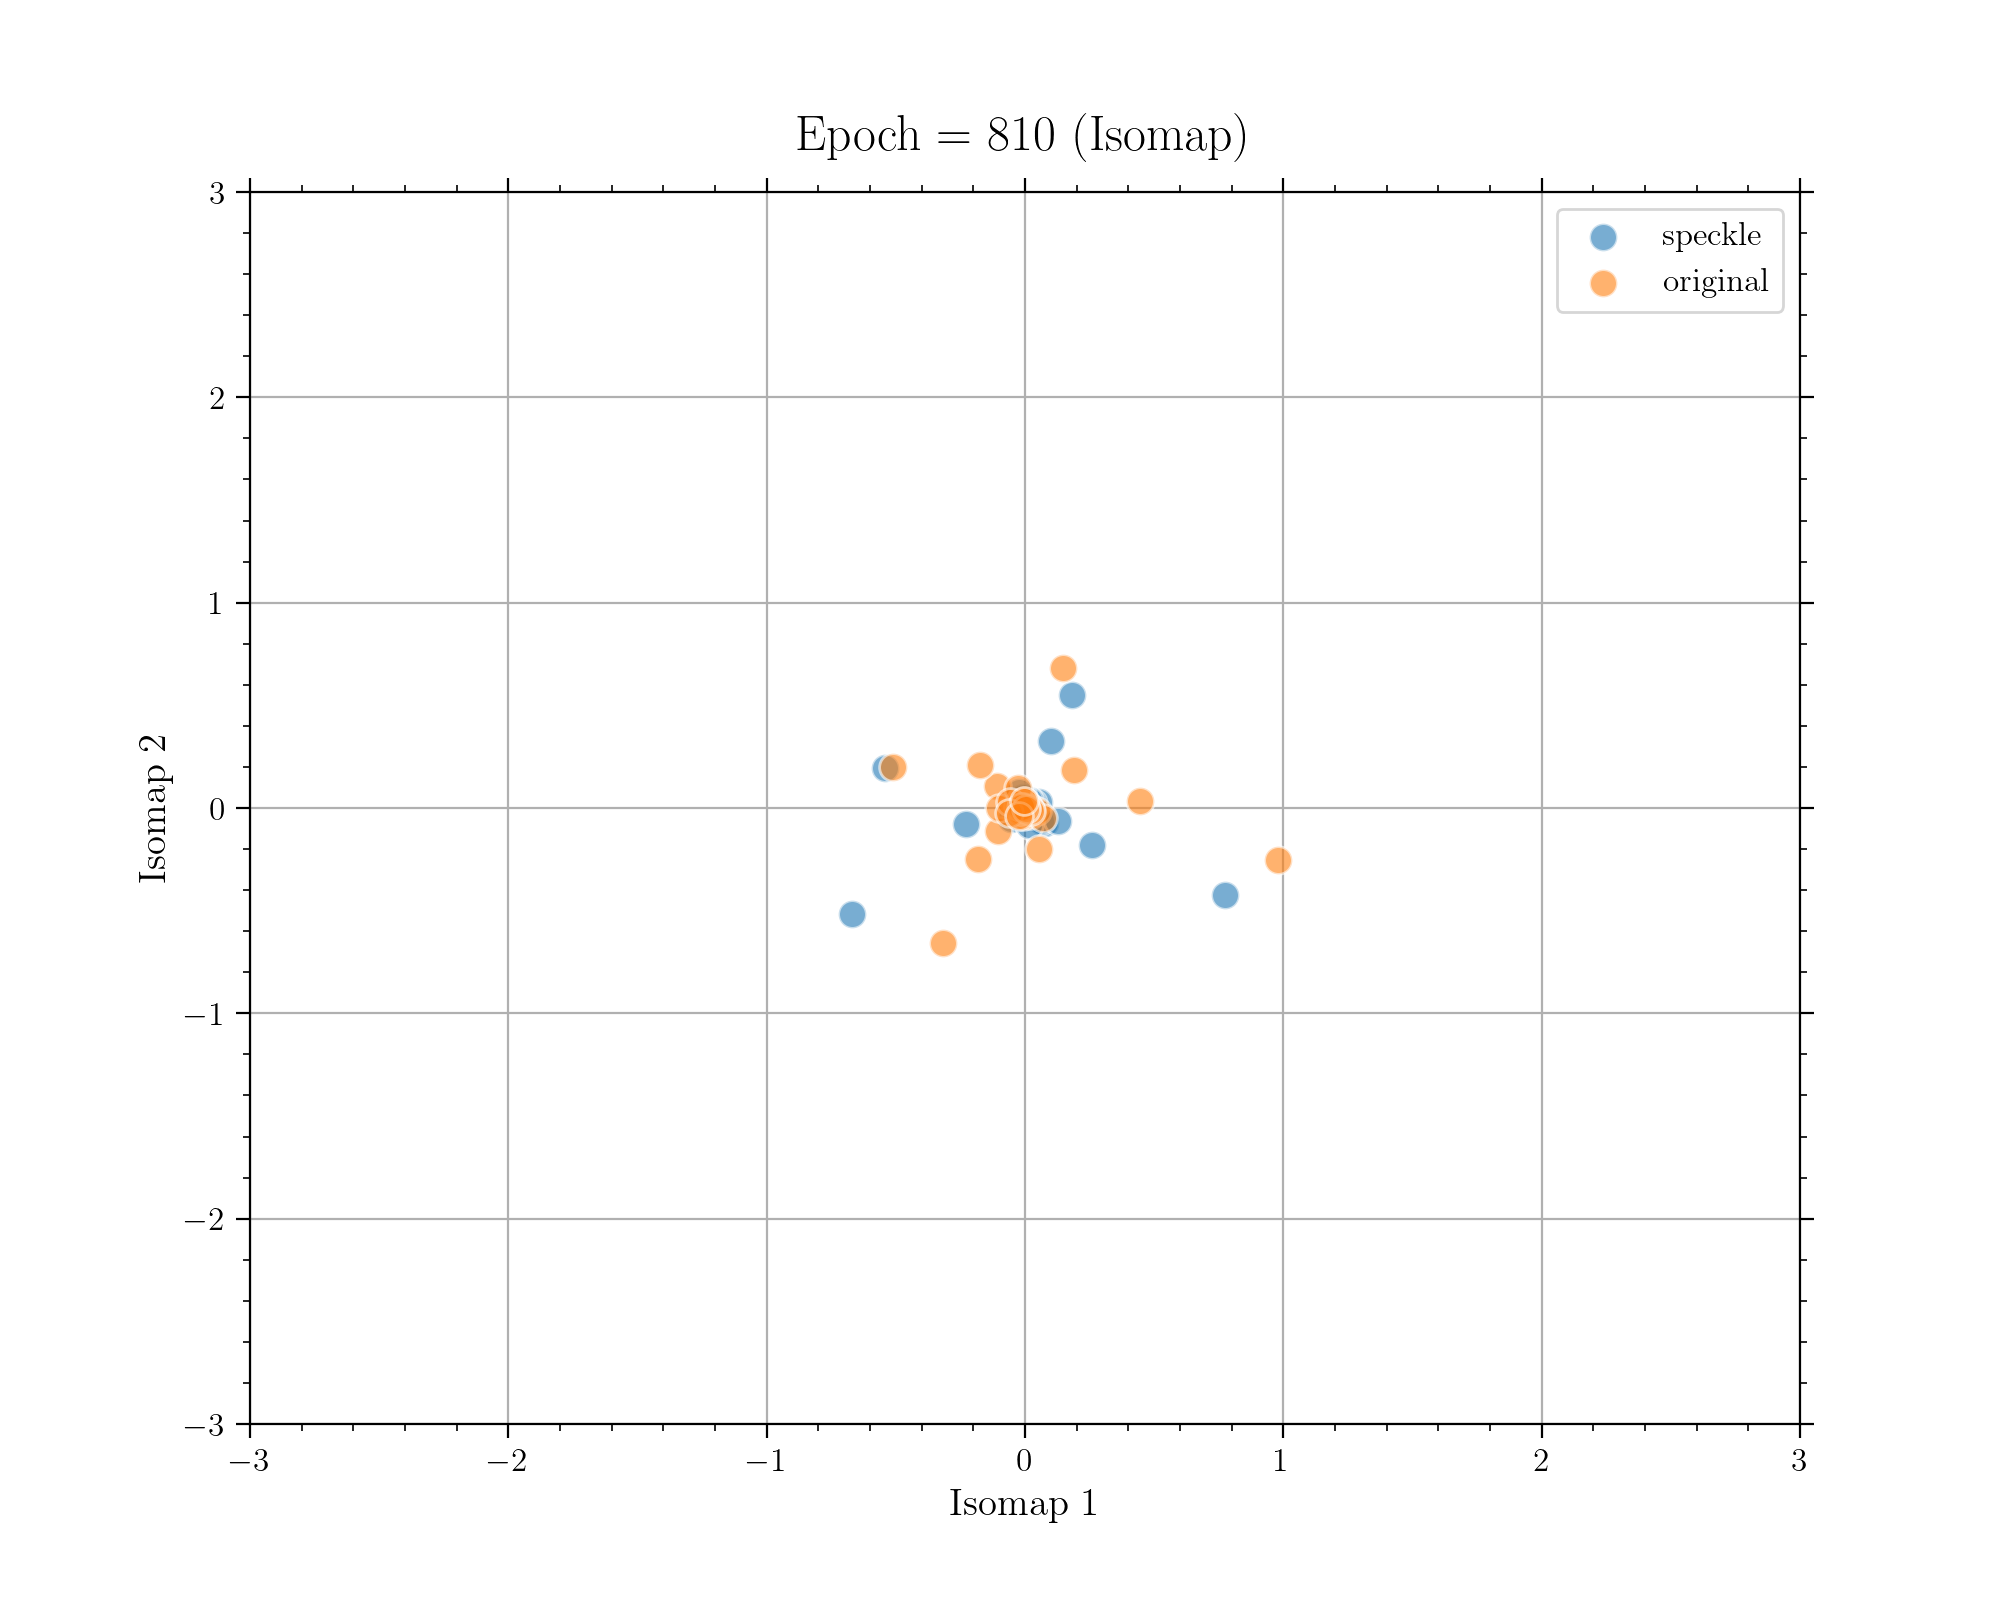 Epoch = 810 (Isomap)
speckle
original
3
2
1
0
−1
−2
−3
Isomap 2
−3
−2
−1
0
1
2
3
Isomap 1